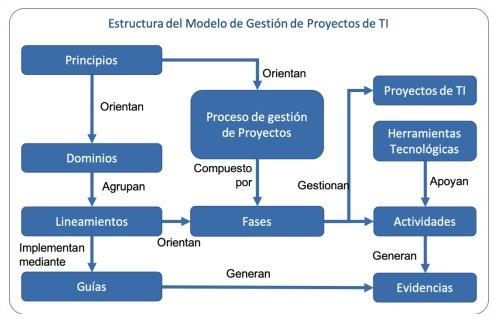 Estructura del Modelo de Gestión de Proyectos de TI
Principios
Orientan
Orientan
Proyectos de TI
Proceso de gestión
de Proyectos
Herramientas
Tecnológicas
Dominios
Agrupan
Compuesto
por
Gestionan
Apoyan
Lineamientos
Orientan
Fases
Actividades
Implementan
mediante
Generan
Generan
Guías
Evidencias